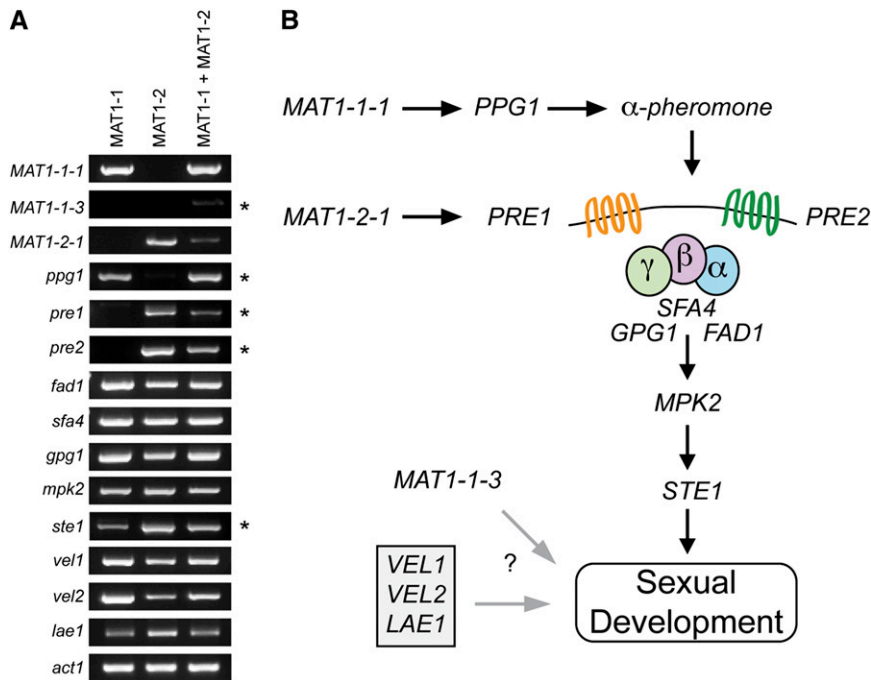 A
MAT1-1
MAT1-2
MAT1-1 + MAT1-2
MAT1-1-1
MAT1-1-3 *
MAT1-2-1
ppg1 *
pre1 *
pre2 *
fad1
sfa4
gpg1
mpk2
ste1 *
vel1
vel2
lae1
act1
B
MAT1-1-1 PPG1 α-pheromone
MAT1-2-1 PRE1 PRE2
γ β α
SFA4
GPG1 FAD1
MPK2
MAT1-1-3 STE1
?
VEL1
VEL2
LAE1
Sexual
Development